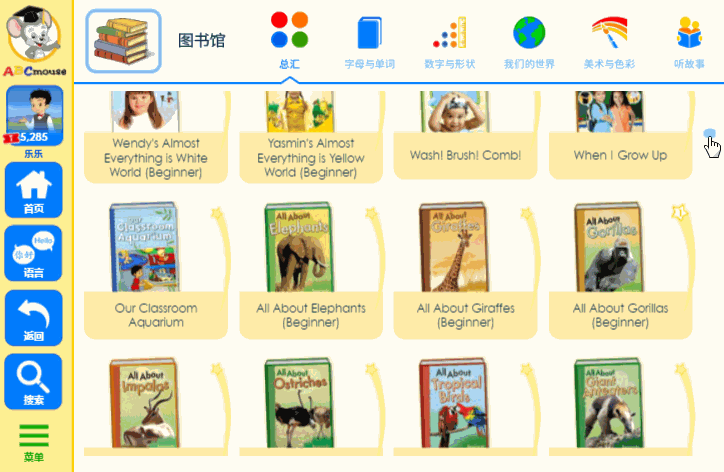 ABCmouse
5,285
乐乐
首页
你好 Hello
语言
返回
搜索
菜单
图书馆
总汇
字母与单词
数字与形状
我们的世界
美术与色彩
听故事
Wendy's Almost
Everything is White
World (Beginner)
Yasmin's Almost
Everything is Yellow
World (Beginner)
Wash! Brush! Comb!
When I Grow Up
Our
Classroom
Aquarium
Our Classroom
Aquarium
All About
Elephants
All About Elephants
(Beginner)
All About
Giraffes
All About Giraffes
(Beginner)
All About
Gorillas
1
All About Gorillas
(Beginner)
All About
Impalas
All About
Ostriches
All About
Tropical
Birds
All About
Giant
Anteaters